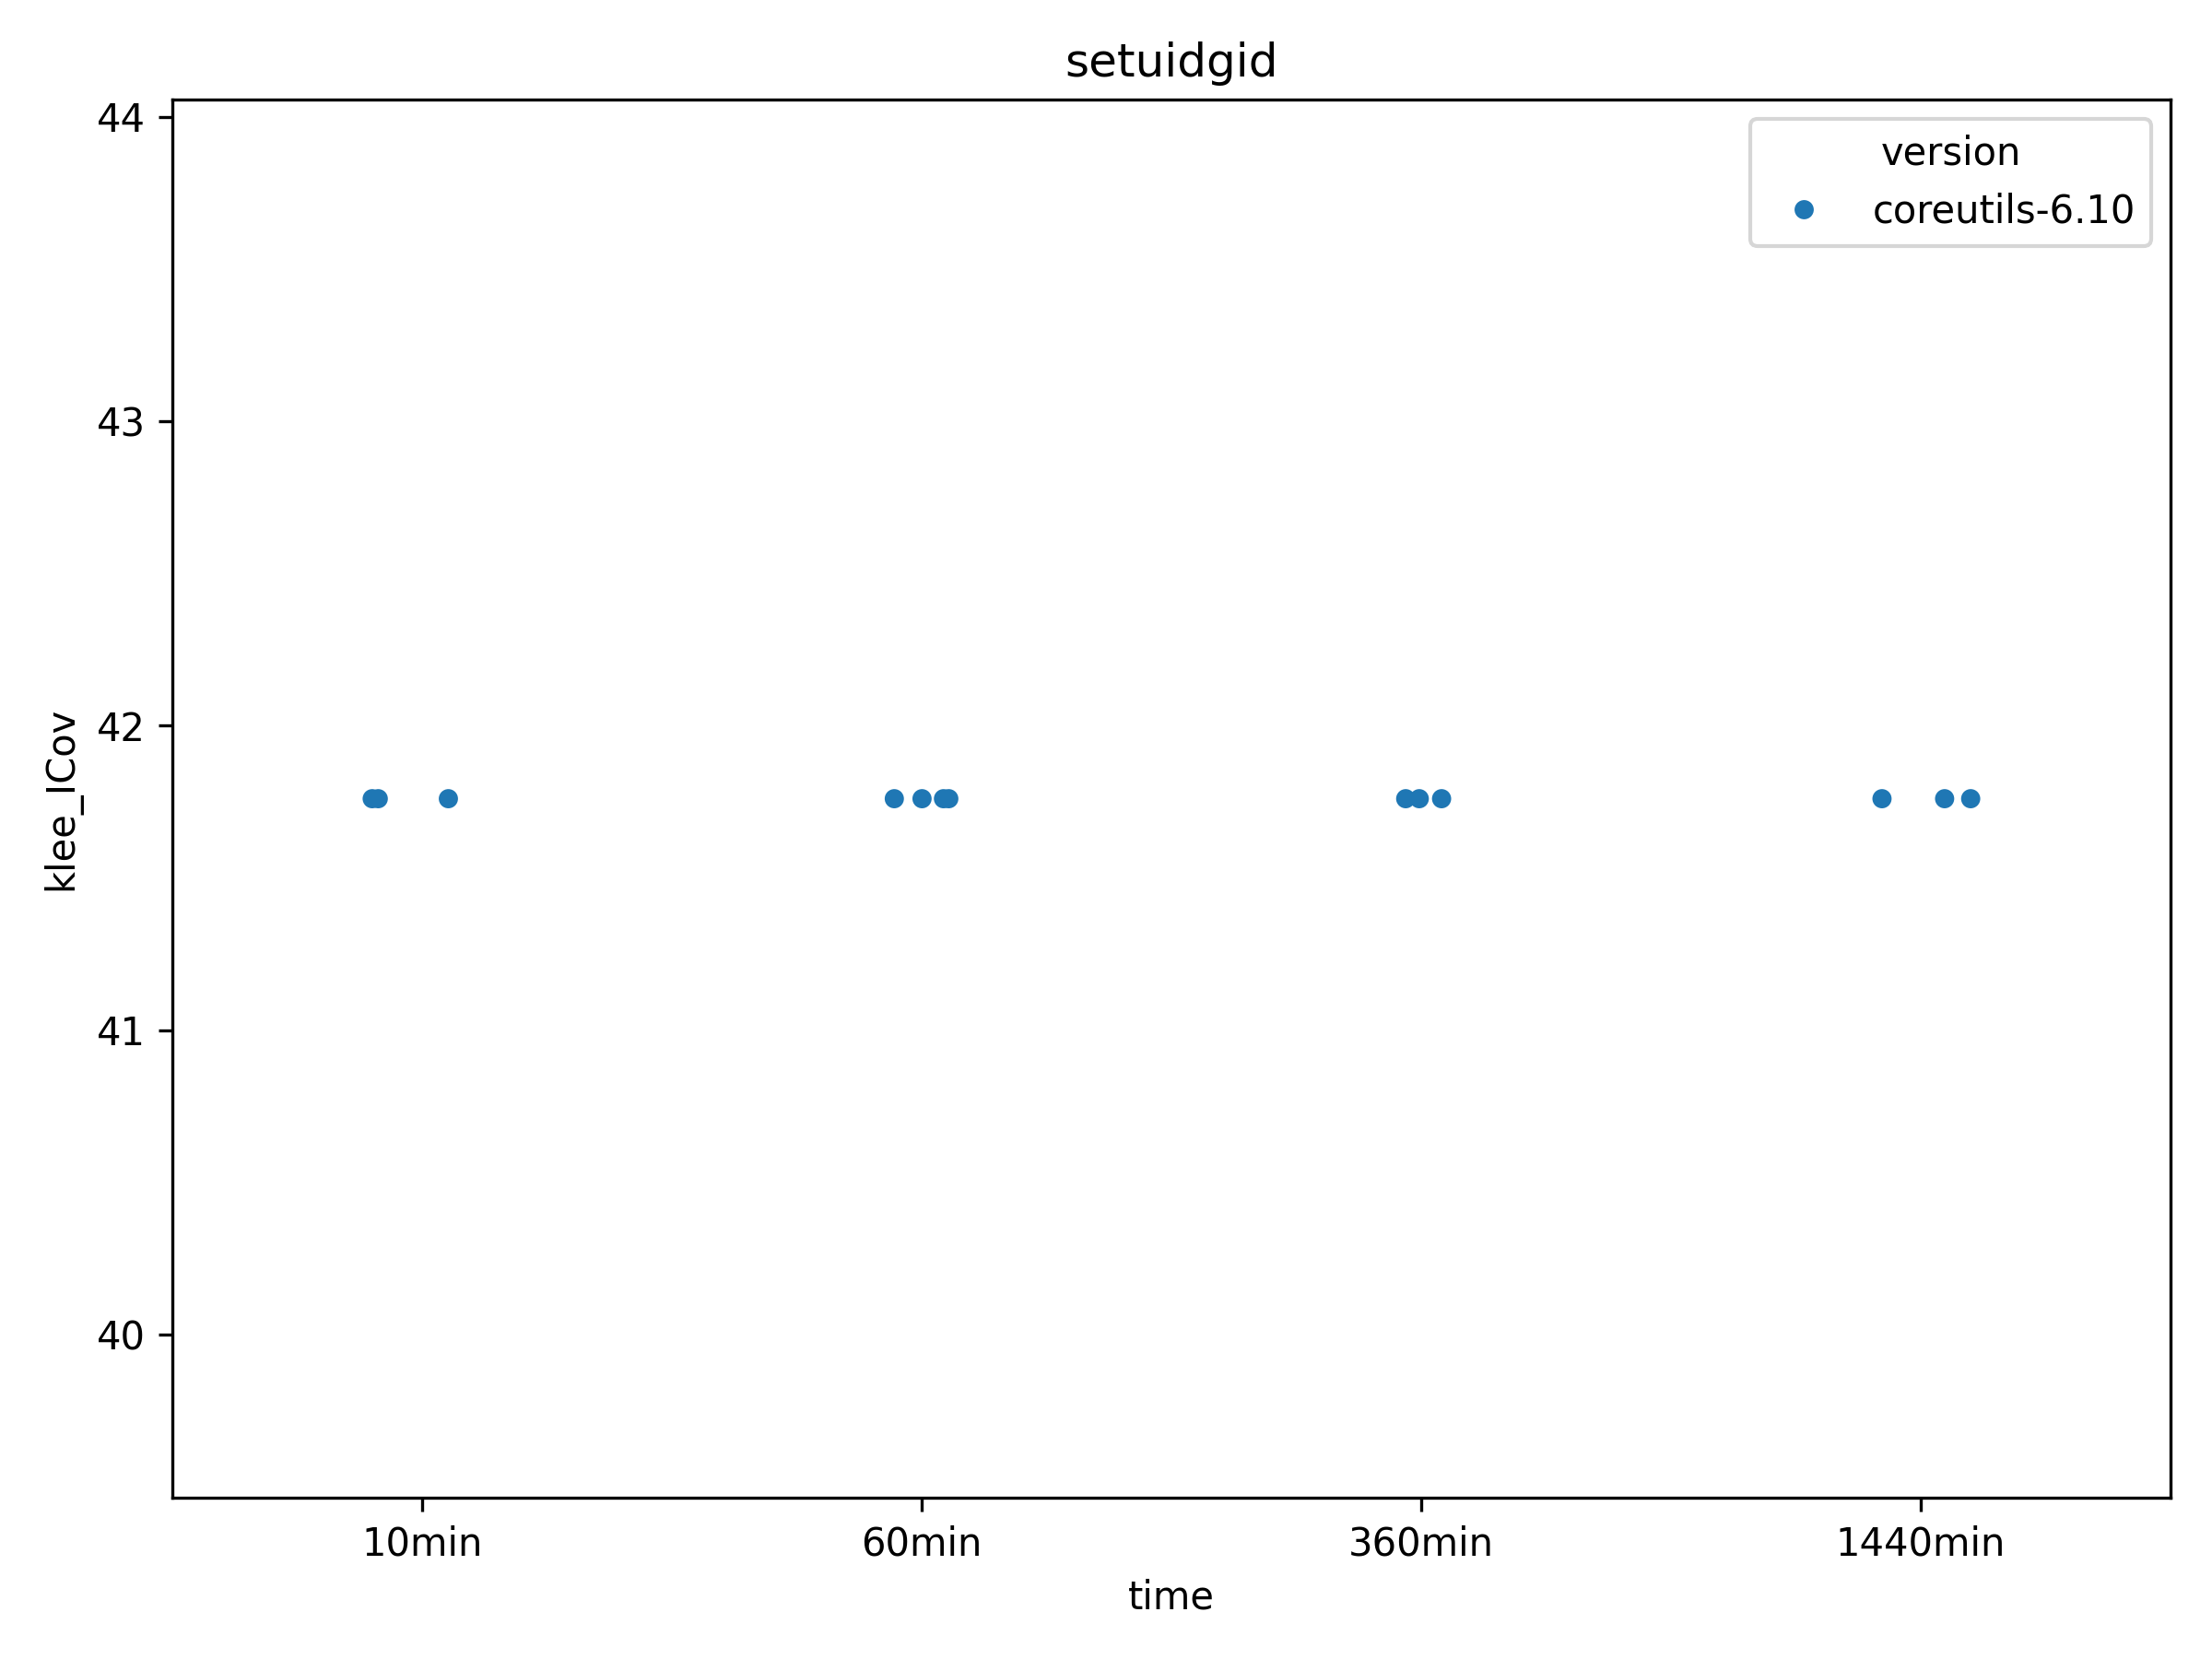 setuidgid
version
coreutils-6.10
44
43
42
41
40
klee_ICov
10min 60min 360min 1440min
time